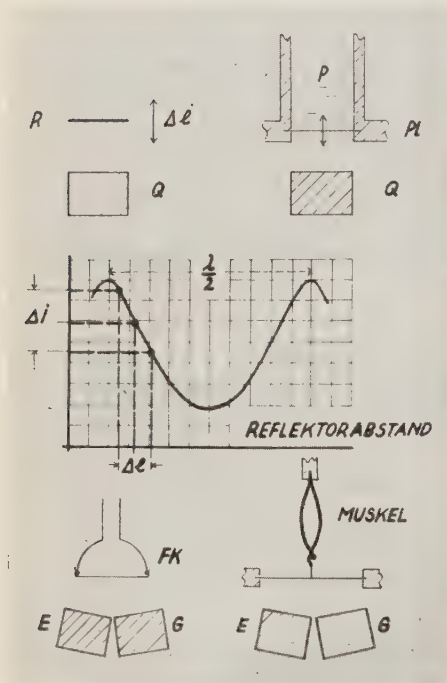 P
R Δl Pl
Q Q
λ/2
Δi
REFLEKTORABSTAND
Δl
MUSKEL
FK
E G E G